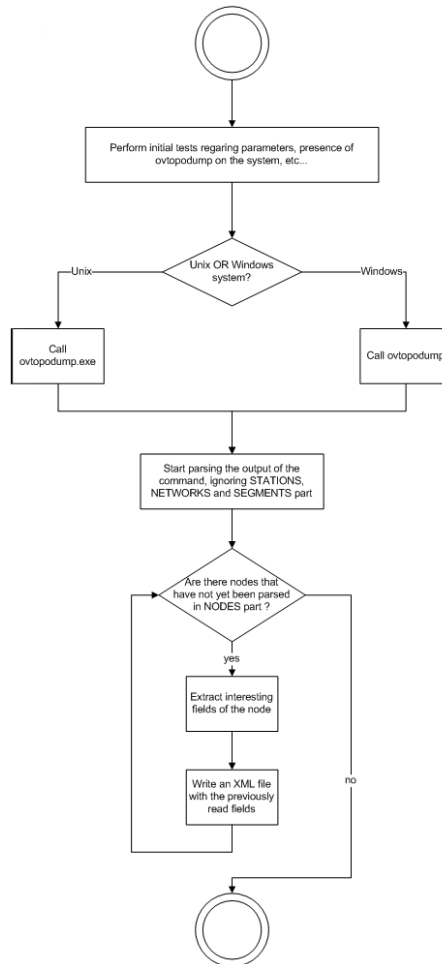 Perform initial tests regaring parameters, presence of
ovtopodump on the system, etc...
Unix OR Windows
system?
Unix
Windows
Call
ovtopodump.exe
Call ovtopodump
Start parsing the output of the
command, ignoring STATIONS,
NETWORKS and SEGMENTS part
Are there nodes that
have not yet been parsed
in NODES part ?
yes
Extract interesting
fields of the node
Write an XML file
with the previously
read fields
no